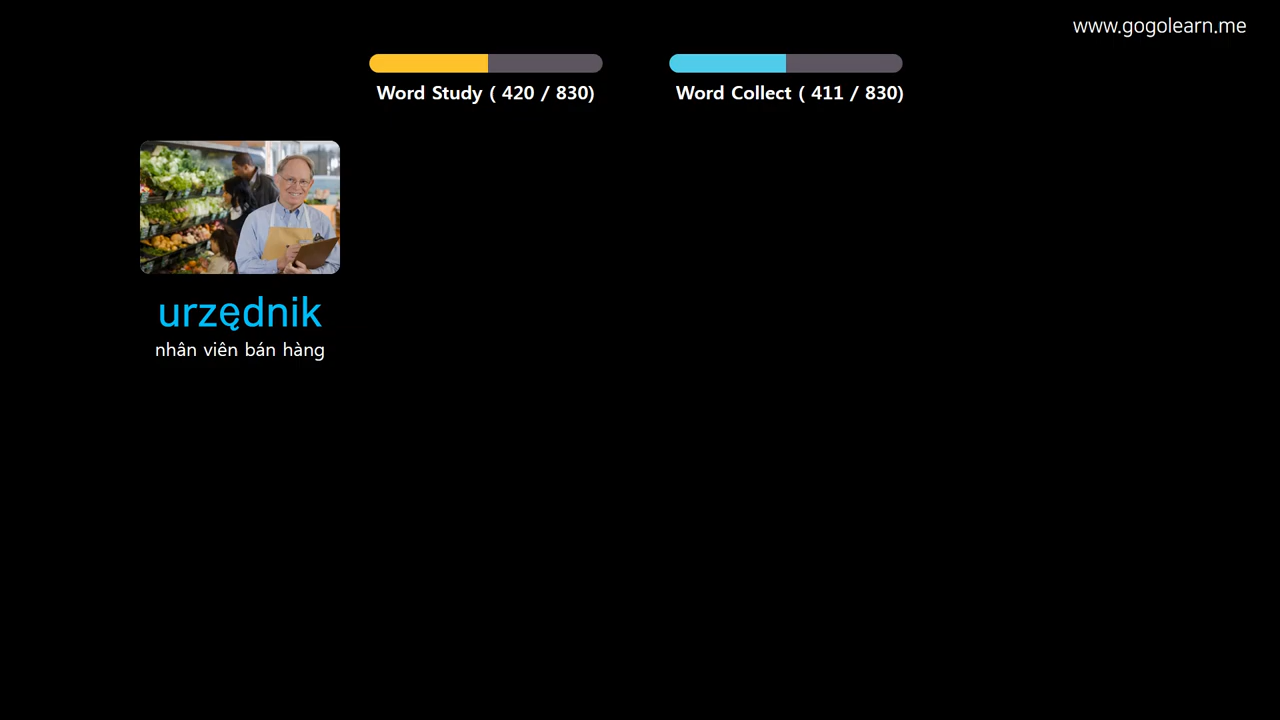 www.gogolearn.me
Word Study ( 420 / 830)
Word Collect ( 411 / 830)
urzędnik
nhân viên bán hàng